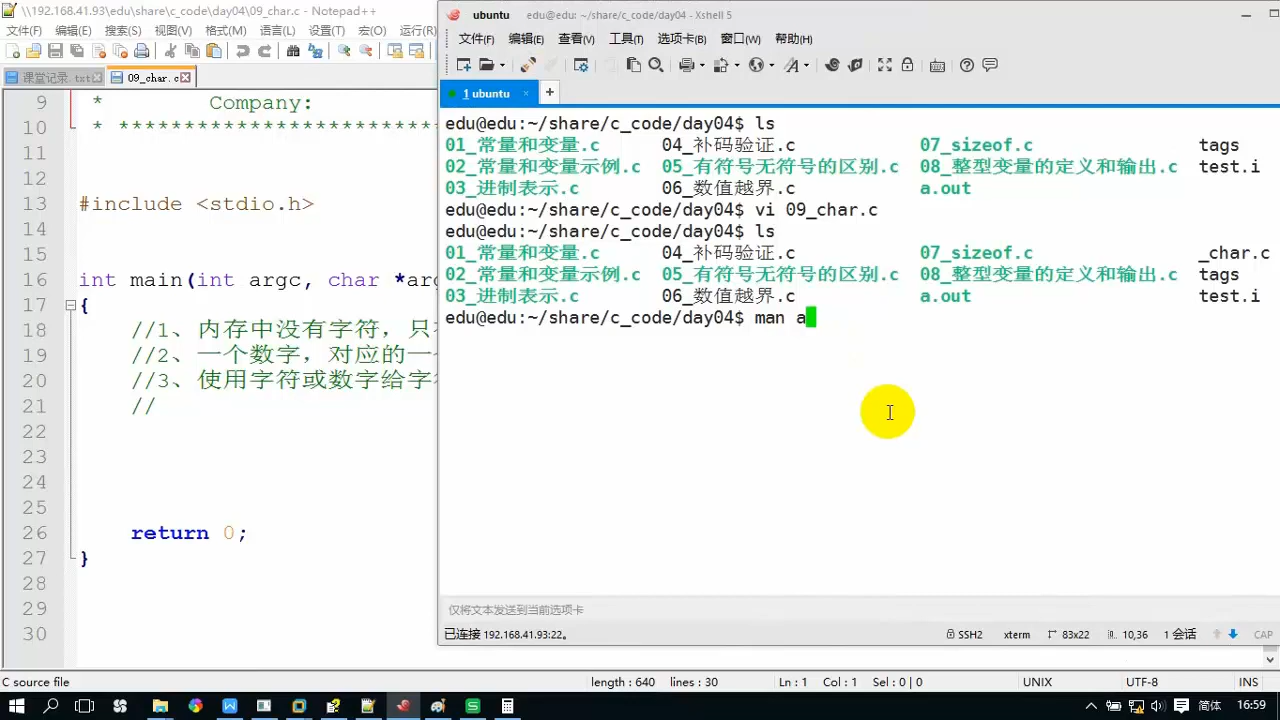 \\192.168.41.93\edu\share\c_code\day04\09_char.c - Notepad++
文件(F) 编辑(E) 搜索(S) 视图(V) 格式(M) 语言(L) 设置(T) 宏(O) 运行(R)
课堂记录.txt 09_char.c
9 * Company:
10 * **************************
11
12
13 #include <stdio.h>
14
15
16 int main(int argc, char *arg
17 {
18 //1、内存中没有字符，只
19 //2、一个数字，对应的一
20 //3、使用字符或数字给字
21 //
22
23
24
25
26 return 0;
27 }
28
29
30
C source file length : 640 lines : 30 Ln : 1 Col : 1 Sel : 0 | 0 UNIX UTF-8 INS
ubuntu edu@edu: ~/share/c_code/day04 - Xshell 5
文件(F) 编辑(E) 查看(V) 工具(T) 选项卡(B) 窗口(W) 帮助(H)
1 ubuntu
edu@edu:~/share/c_code/day04$ ls
01_常量和变量.c 04_补码验证.c 07_sizeof.c tags
02_常量和变量示例.c 05_有符号无符号的区别.c 08_整型变量的定义和输出.c test.i
03_进制表示.c 06_数值越界.c a.out
edu@edu:~/share/c_code/day04$ vi 09_char.c
edu@edu:~/share/c_code/day04$ ls
01_常量和变量.c 04_补码验证.c 07_sizeof.c _char.c
02_常量和变量示例.c 05_有符号无符号的区别.c 08_整型变量的定义和输出.c tags
03_进制表示.c 06_数值越界.c a.out test.i
edu@edu:~/share/c_code/day04$ man a
仅将文本发送到当前选项卡
已连接 192.168.41.93:22。 SSH2 xterm 83x22 10,36 1 会话 CAP
简体 16:59